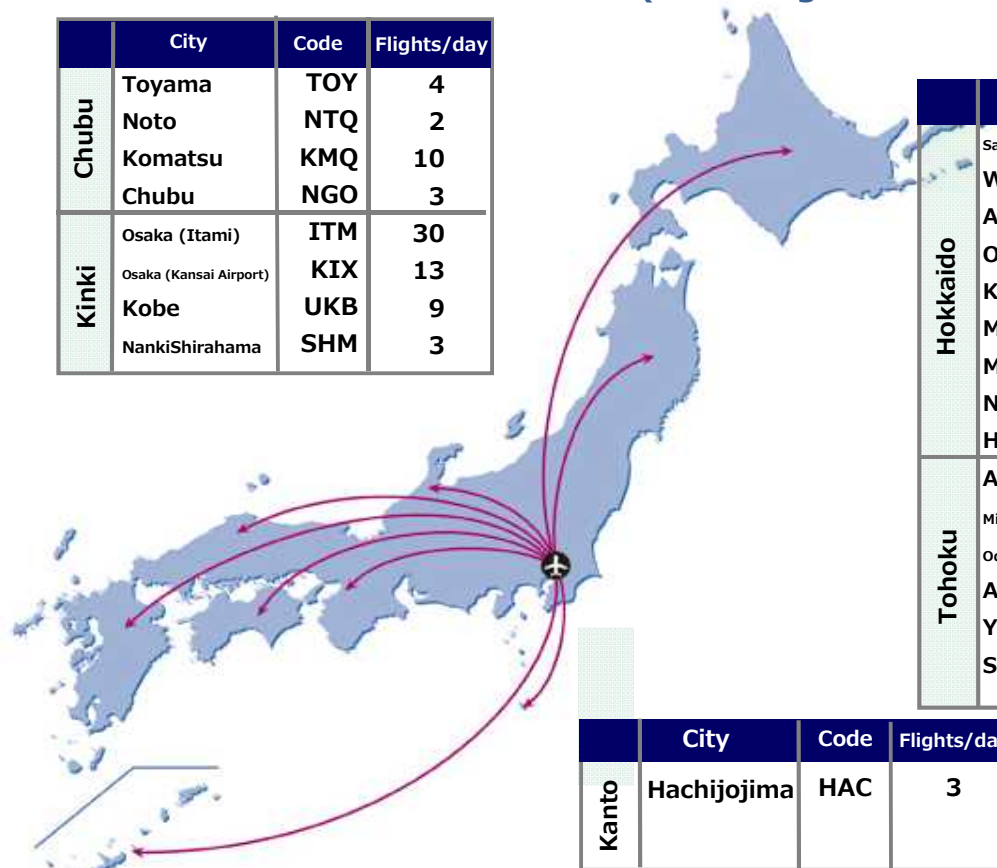 City Code Flights/day
Chubu
Toyama TOY 4
Noto NTQ 2
Komatsu KMQ 10
Chubu NGO 3
Kinki
Osaka (Itami) ITM 30
Osaka (Kansai Airport) KIX 13
Kobe UKB 9
NankiShirahama SHM 3
Hokkaido
Tohoku
City Code Flights/da
Kanto
Hachijojima HAC 3